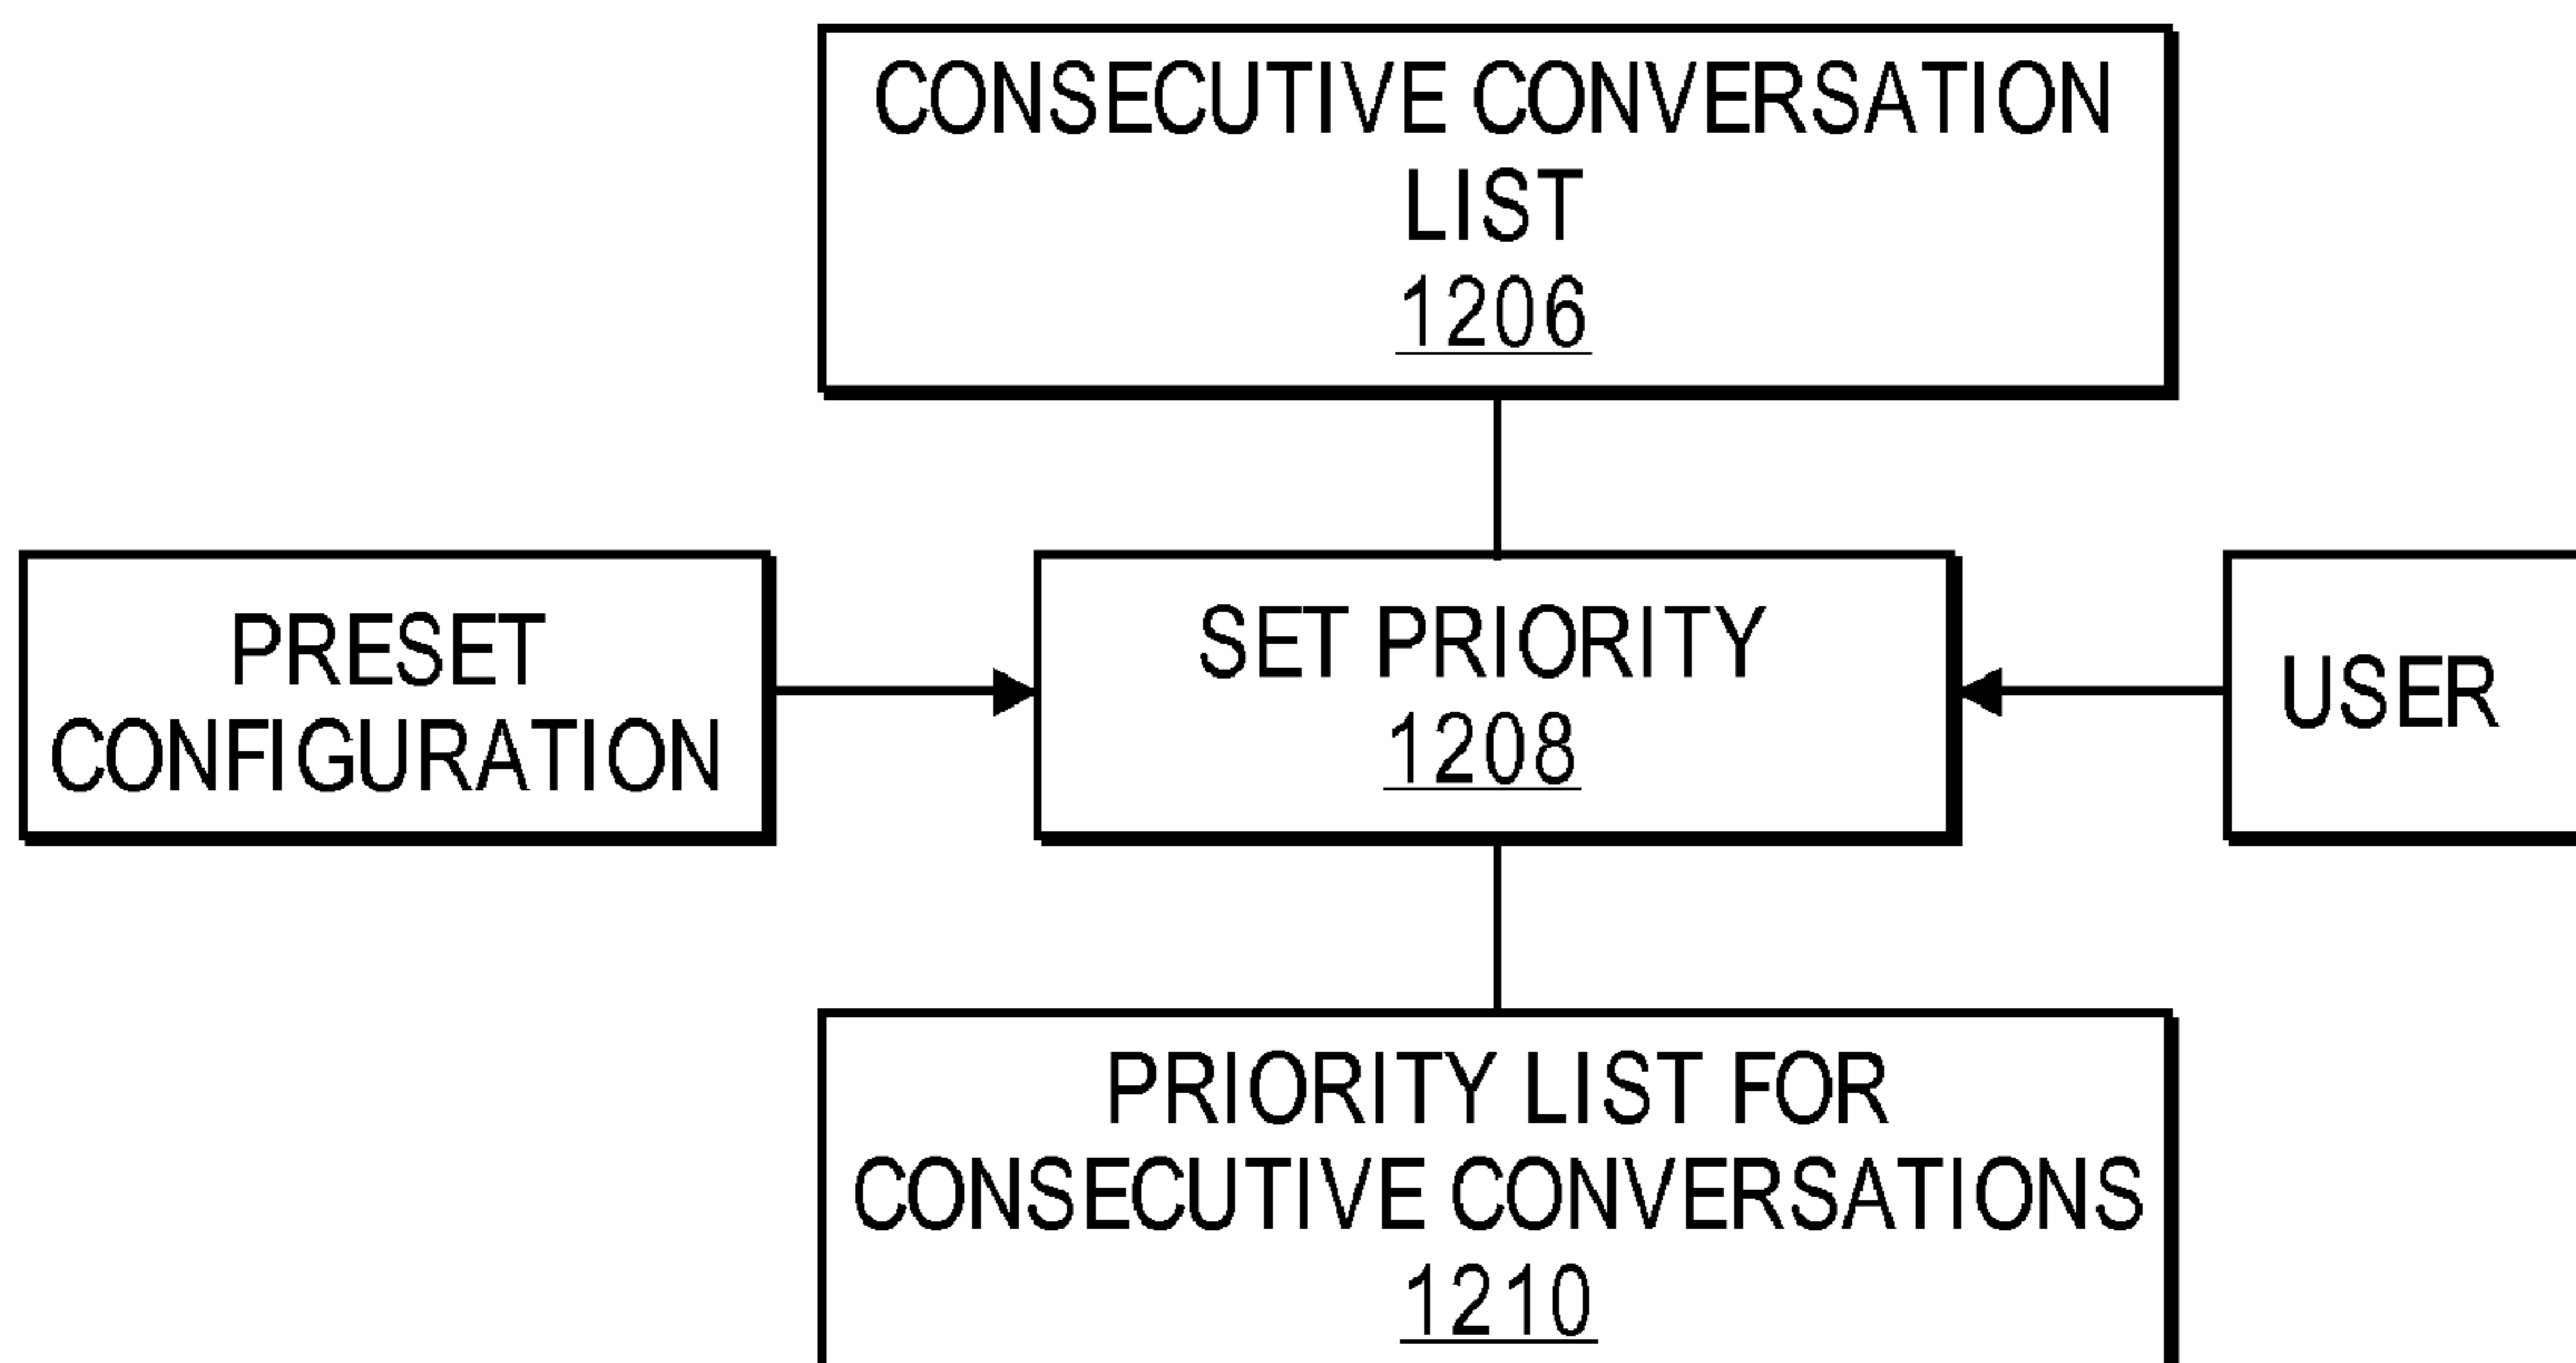 CONSECUTIVE CONVERSATION
LIST
1206
PRESET
CONFIGURATION
SET PRIORITY
1208
USER
PRIORITY LIST FOR
CONSECUTIVE CONVERSATIONS
1210